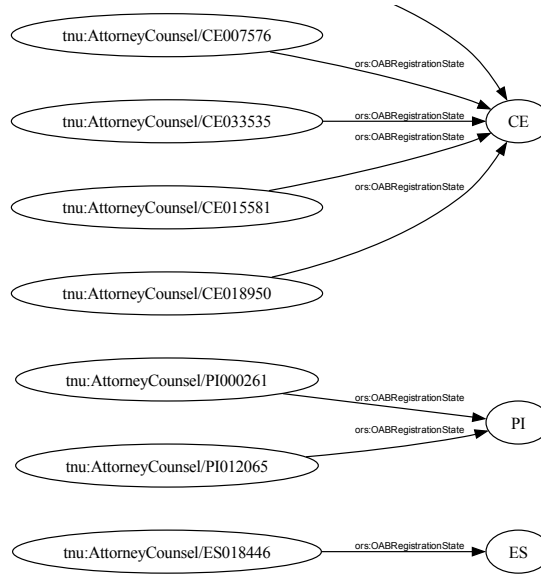 tnu:AttorneyCounsel/CE007576
ors:OABRegistrationState
tnu:AttorneyCounsel/CE033535
ors:OABRegistrationState
CE
ors:OABRegistrationState
tnu:AttorneyCounsel/CE015581
ors:OABRegistrationState
tnu:AttorneyCounsel/CE018950
tnu:AttorneyCounsel/PI000261
ors:OABRegistrationState
PI
ors:OABRegistrationState
tnu:AttorneyCounsel/PI012065
tnu:AttorneyCounsel/ES018446
ors:OABRegistrationState
ES